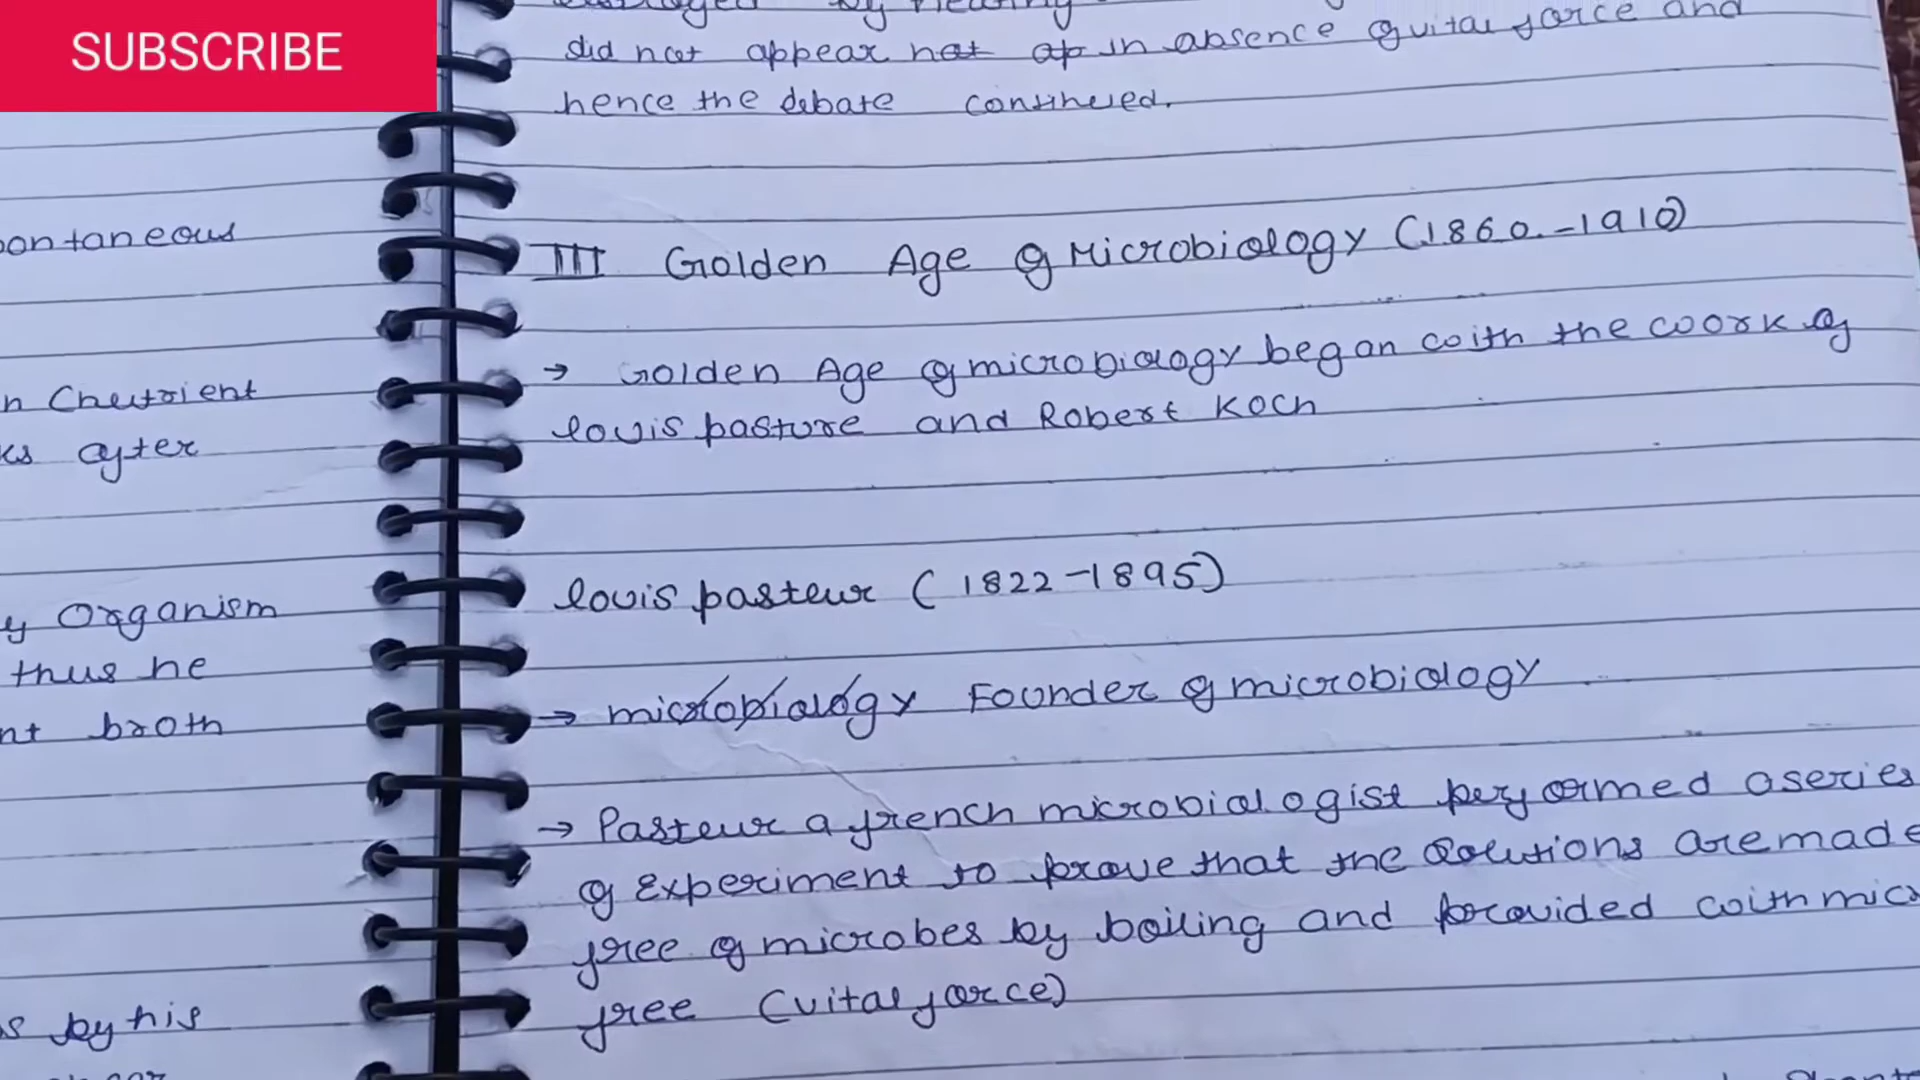 SUBSCRIBE
by
did not appear not ap in absence of vital force and
hence the debate continued.
III Golden Age of Microbiology (1860-1910)
→ Golden Age of microbiology began with the work of
louis pasture and Robert Koch
louis pasteur (1822-1895)
→ microbiology Founder of microbiology
→ Pasteur a french microbiologist performed a series
of Experiment to prove that the Solutions are made
free of microbes by boiling and provided with mic
free (vital force)
ontaneous
n
after
y Organism
thus he
nt broth
s by his